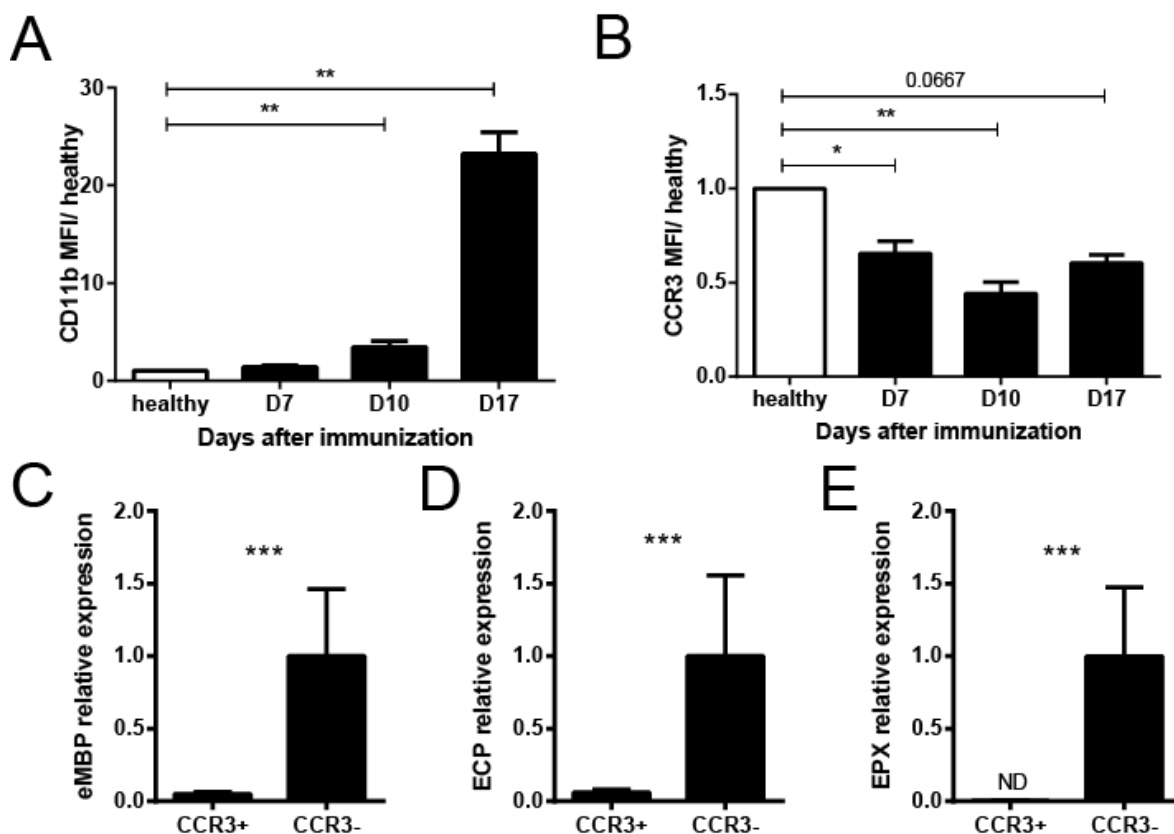 A
CD11b MFI/ healthy
30
20
10
0
**
**
healthy D7 D10 D17
Days after immunization
B
CCR3 MFI/ healthy
1.5
1.0
0.5
0.0
0.0667
**
*
healthy D7 D10 D17
Days after immunization
C
eMBP relative expression
2.0
1.5
1.0
0.5
0.0
***
CCR3+ CCR3-
D
ECP relative expression
2.0
1.5
1.0
0.5
0.0
***
CCR3+ CCR3-
E
EPX relative expression
2.0
1.5
1.0
0.5
0.0
***
ND
CCR3+ CCR3-